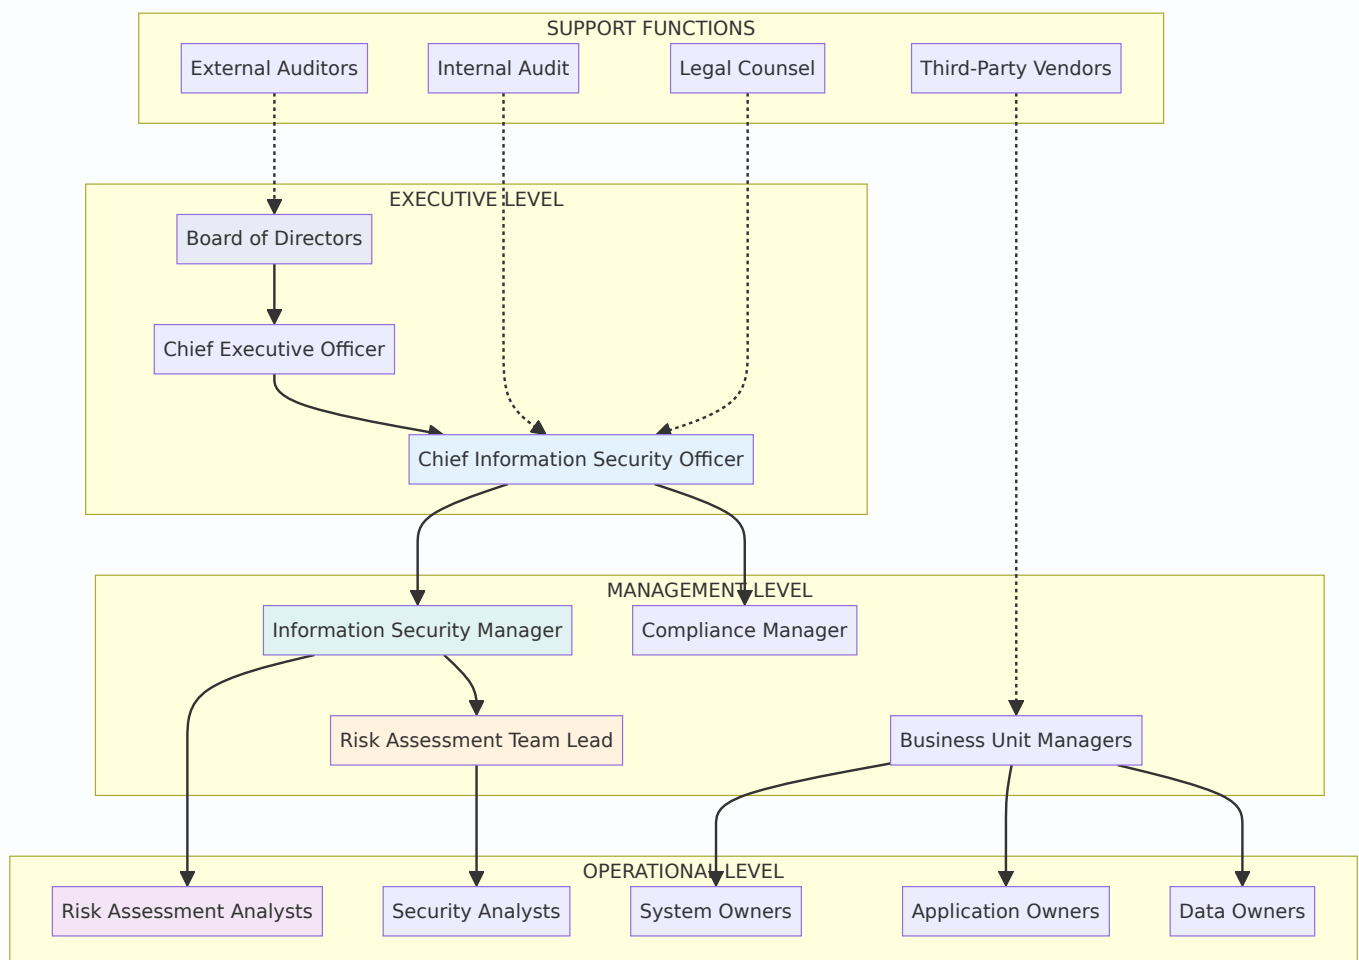 SUPPORT FUNCTIONS
External Auditors
Internal Audit
Legal Counsel
Third-Party Vendors
EXECUTIVE LEVEL
Board of Directors
Chief Executive Officer
Chief Information Security Officer
MANAGEMENT LEVEL
Information Security Manager
Compliance Manager
Risk Assessment Team Lead
Business Unit Managers
OPERATIONAL LEVEL
Risk Assessment Analysts
Security Analysts
System Owners
Application Owners
Data Owners